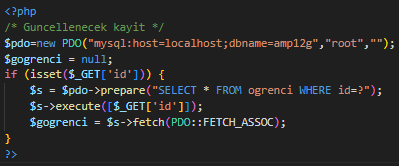 <?php
/* Guncellenecek kayit */
$pdo=new PDO("mysql:host=localhost;dbname=amp12g","root","");
$gogrenci = null;
if (isset($_GET['id'])) {
    $s = $pdo->prepare("SELECT * FROM ogrenci WHERE id=?");
    $s->execute([$_GET['id']]);
    $gogrenci = $s->fetch(PDO::FETCH_ASSOC);
}
?>